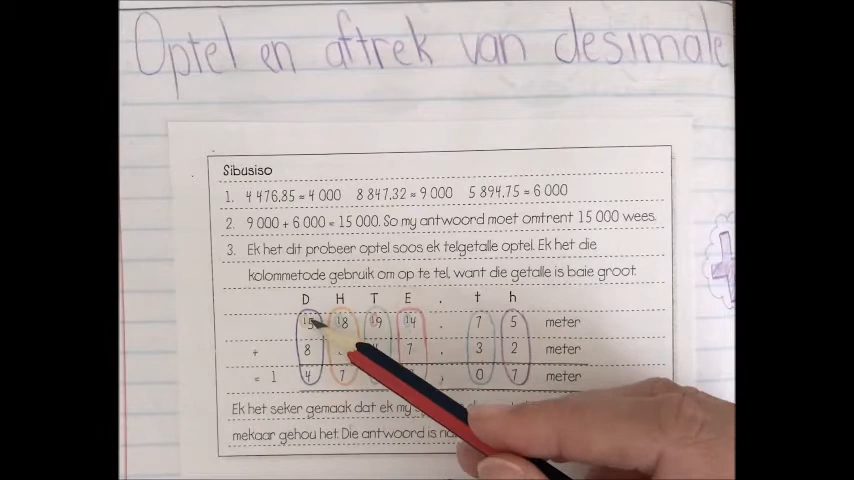 Optel en aftrek van desimale
Sibusiso
1. 4 476,85 ≈ 4 000 8 847,32 ≈ 9 000 5 894,75 ≈ 6 000
2. 9 000 + 6 000 = 15 000. So my antwoord moet omtrent 15 000 wees.
3. Ek het dit probeer optel soos ek telgetalle optel. Ek het die
kolommetode gebruik om op te tel, want die getalle is baie groot.
D H T E , t h
¹5 ¹8 ¹9 ¹4 , 7 5 meter
+ 8 7 , 3 2 meter
= 1 4 7 , 0 7 meter
Ek het seker gemaak dat ek my
mekaar gehou het. Die antwoord is